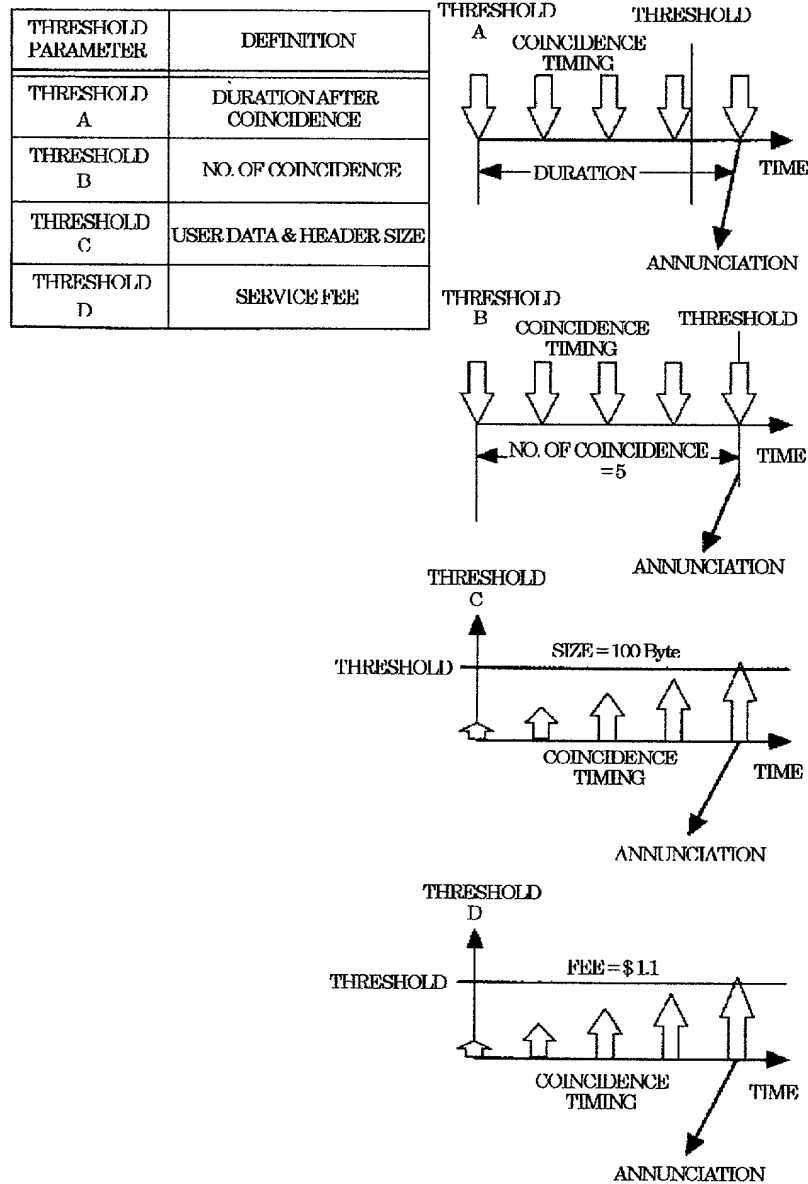 THRESHOLD
PARAMETER
DEFINITION
THRESHOLD
A
DURATION AFTER
COINCIDENCE
THRESHOLD
B
NO. OF COINCIDENCE
THRESHOLD
C
USER DATA & HEADER SIZE
THRESHOLD
D
SERVICE FEE
THRESHOLD
A
THRESHOLD
COINCIDENCE
TIMING
DURATION
TIME
ANNUNCIATION
THRESHOLD
B
THRESHOLD
COINCIDENCE
TIMING
NO. OF COINCIDENCE
=5
TIME
ANNUNCIATION
THRESHOLD
C
SIZE = 100 Byte
THRESHOLD
COINCIDENCE
TIMING
TIME
ANNUNCIATION
THRESHOLD
D
FEE = $ 1.1
THRESHOLD
COINCIDENCE
TIMING
TIME
ANNUNCIATION